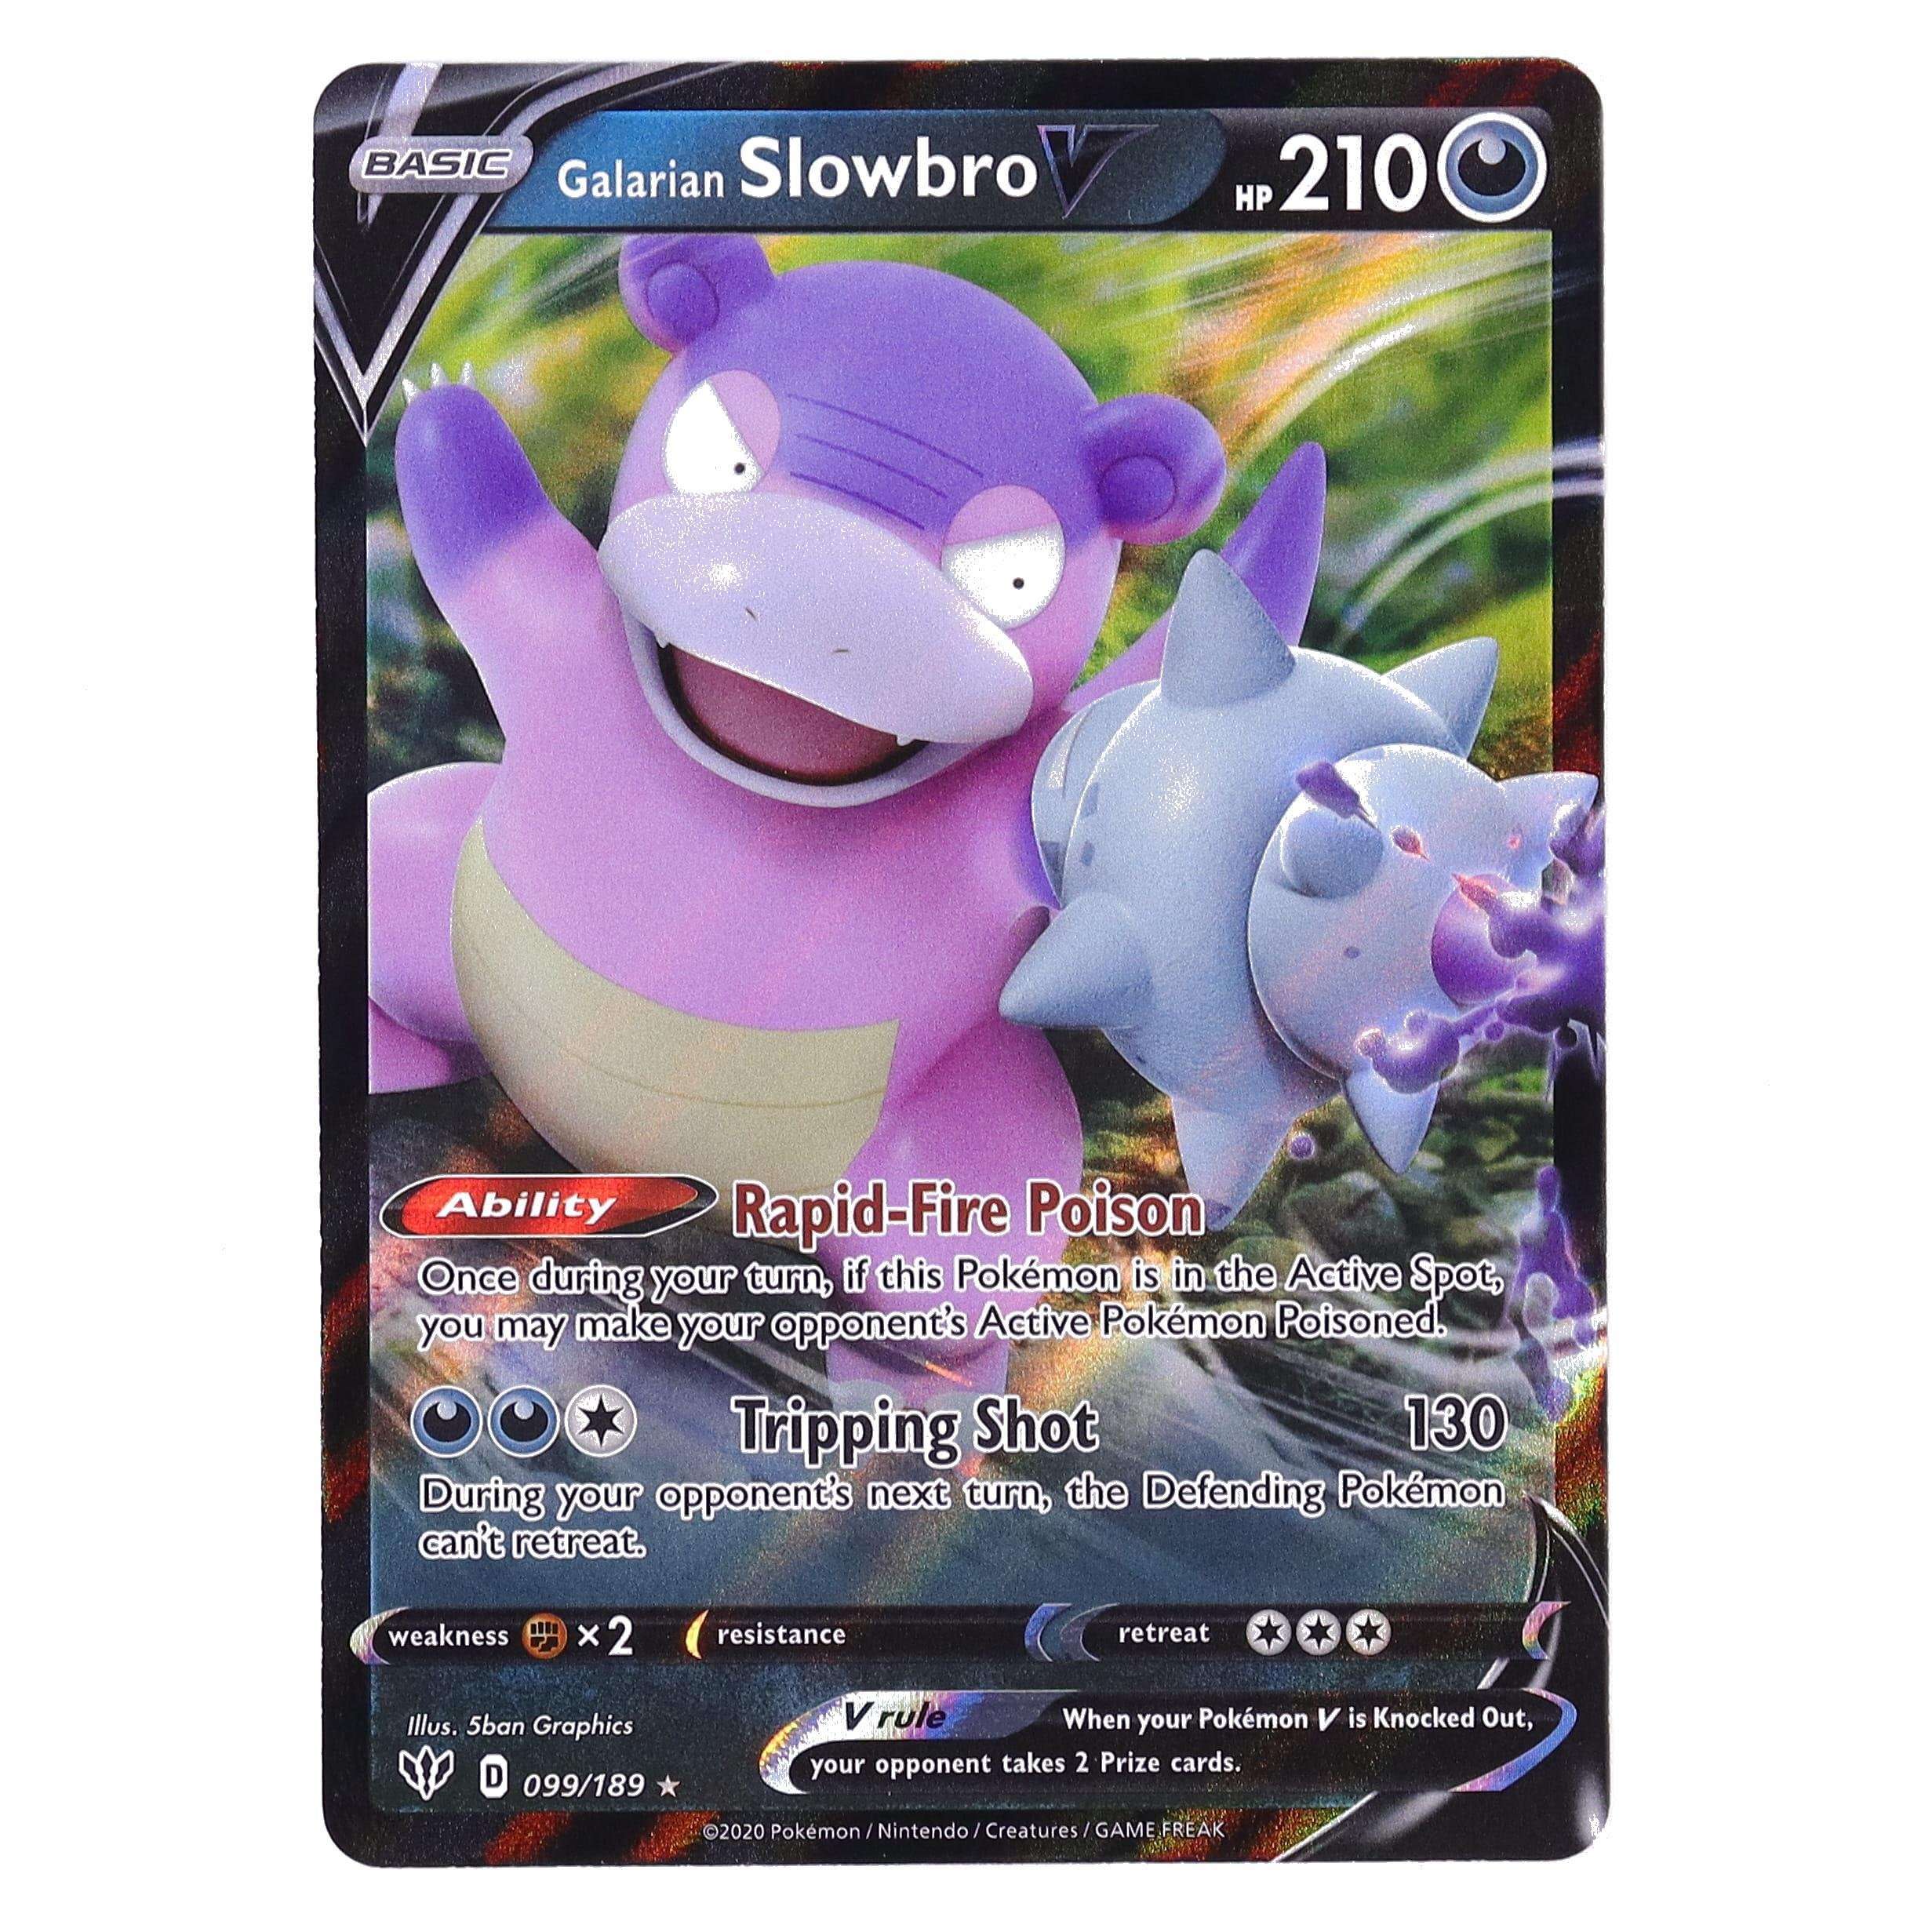 BASIC
Galarian Slowbro V HP 210
Ability Rapid-Fire Poison
Once during your turn, if this Pokémon is in the Active Spot,
you may make your opponent's Active Pokémon Poisoned.
Tripping Shot 130
During your opponent's next turn, the Defending Pokémon
can't retreat.
weakness ×2 resistance retreat
Illus. 5ban Graphics
V rule When your Pokémon V is Knocked Out,
your opponent takes 2 Prize cards.
D 099/189
©2020 Pokémon / Nintendo / Creatures / GAME FREAK